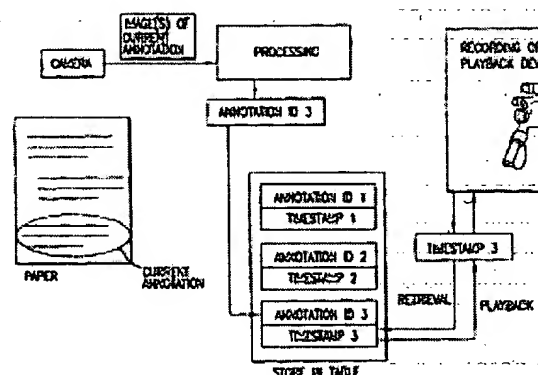 IMAGE(S) OF
CURRENT
ANNOTATION
CAMERA
PROCESSING
RECORDING OR
PLAYBACK DEV
ANNOTATION ID 3
ANNOTATION ID 1
TIMESTAMP 1
ANNOTATION ID 2
TIMESTAMP 2
TIMESTAMP 3
PAPER
CURRENT
ANNOTATION
ANNOTATION ID 3
TIMESTAMP 3
RETRIEVAL
PLAYBACK
STORE IN TABLE